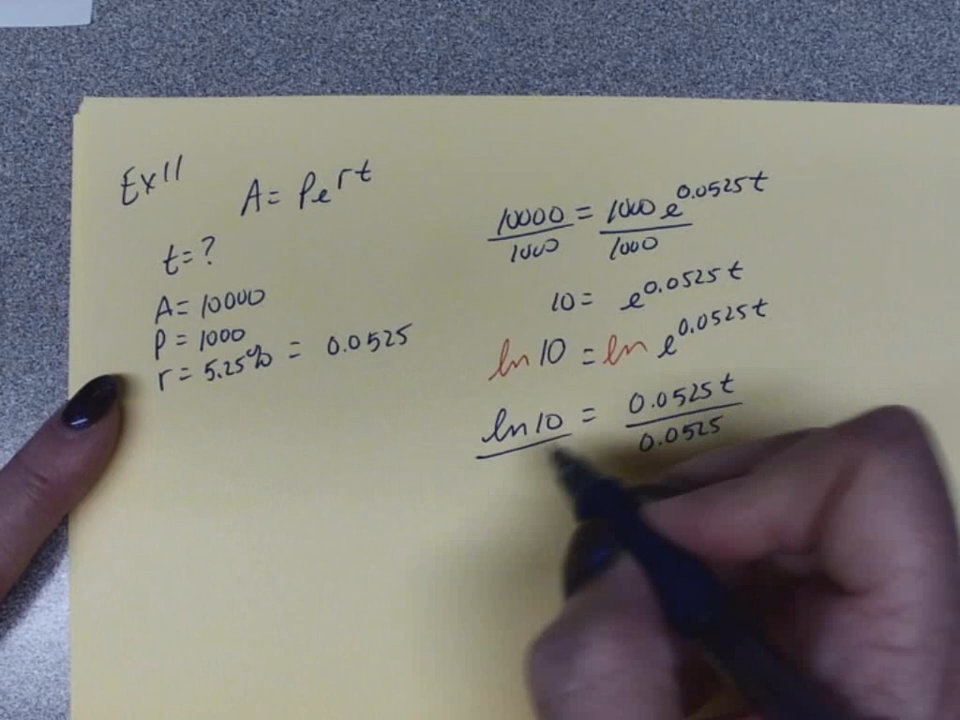 Ex 11
A = Pe^rt
t = ?
A = 10000
P = 1000
r = 5.25% = 0.0525
10000/1000 = 1000 e^0.0525t/1000
10 = e^0.0525t
ln 10 = ln e^0.0525t
ln 10 = 0.0525t/0.0525